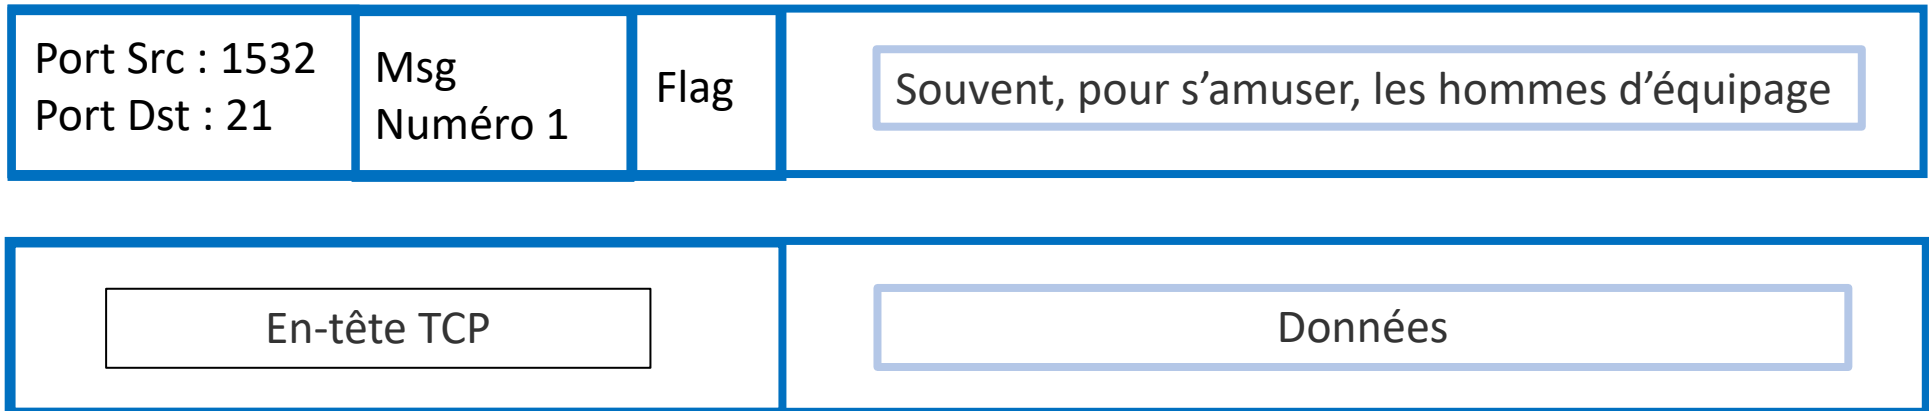 Port Src : 1532
Port Dst : 21
Msg
Numéro 1
Flag
Souvent, pour s’amuser, les hommes d’équipage
En-tête TCP
Données